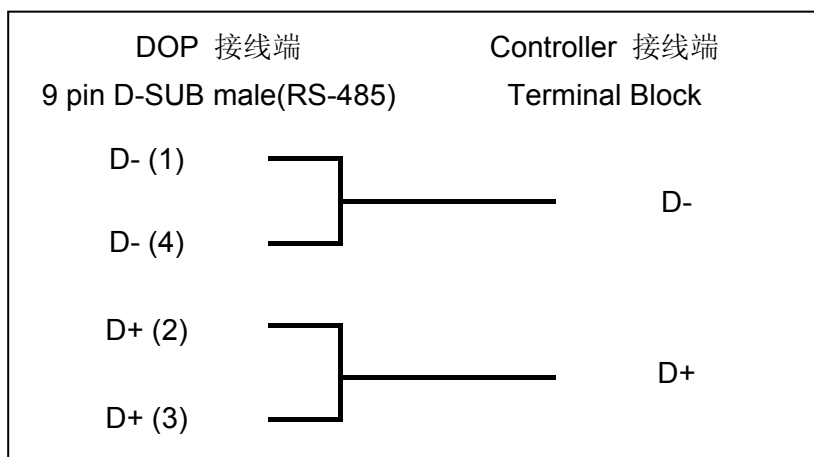 DOP 接线端 Controller 接线端
9 pin D-SUB male(RS-485) Terminal Block
D- (1)
D-
D- (4)
D+ (2)
D+
D+ (3)